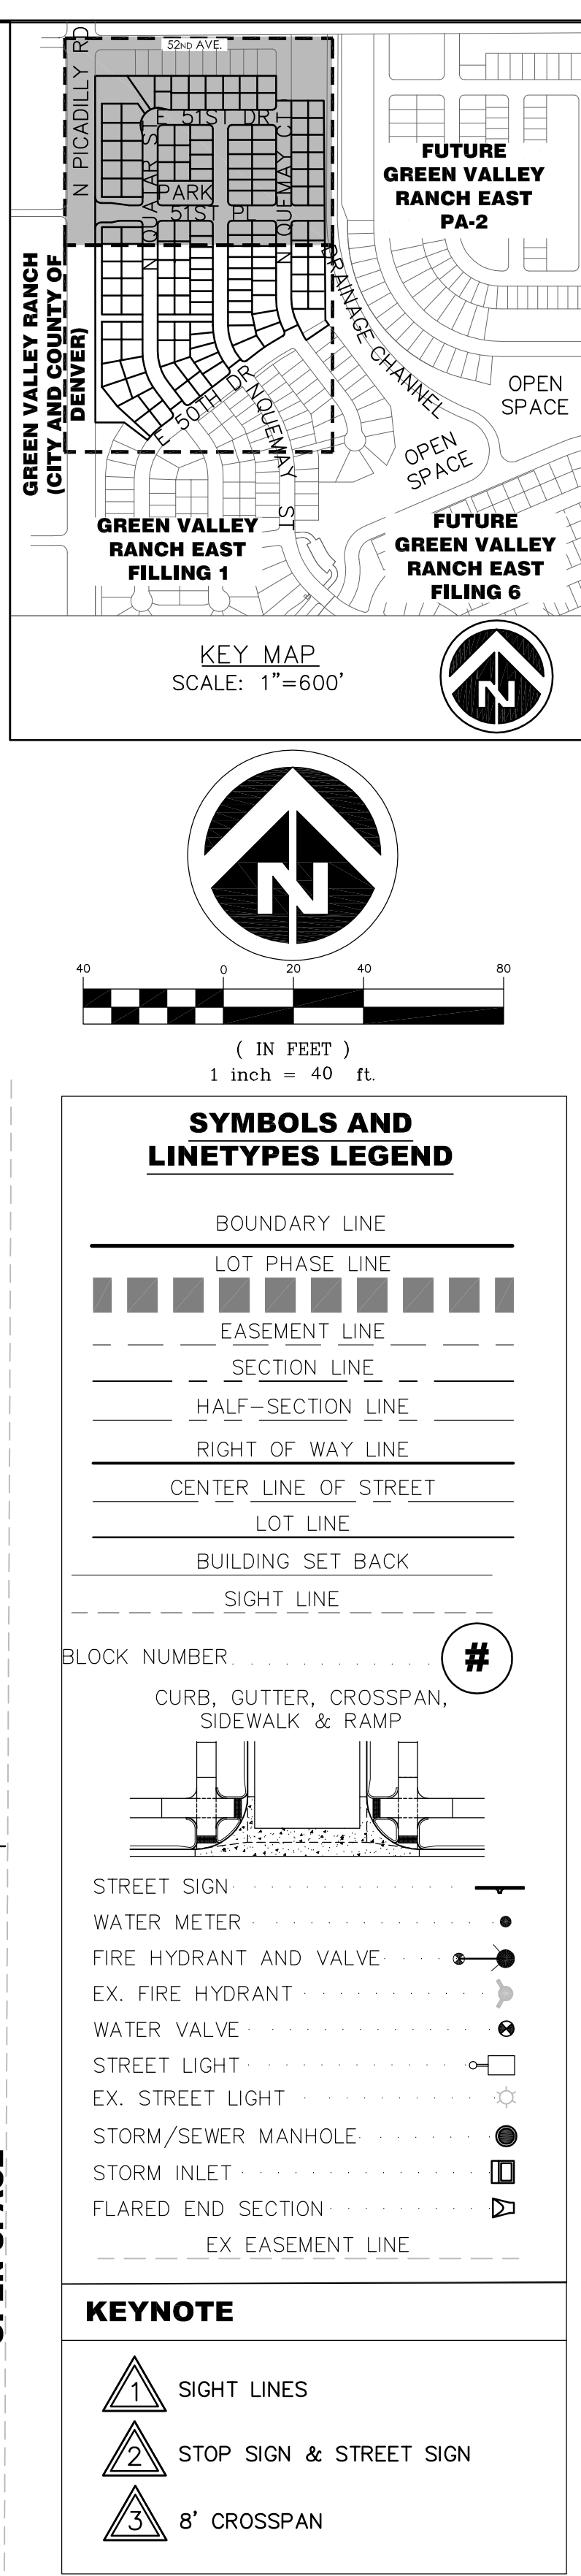 52ND AVE.
N PICADILLY RD
E 51ST DR
N QUATAR ST
PARK
51ST PL
N QUEMAY CT
FUTURE
GREEN VALLEY
RANCH EAST
PA-2
GREEN VALLEY RANCH
(CITY AND COUNTY OF
DENVER)
DRAINAGE CHANNEL
OPEN
SPACE
E 50TH DR
N QUEMAY ST
OPEN
SPACE
GREEN VALLEY
RANCH EAST
FILLING 1
FUTURE
GREEN VALLEY
RANCH EAST
FILING 6
KEY MAP
SCALE: 1"=600'
N
N
40 0 20 40 80
( IN FEET )
1 inch = 40 ft.
SYMBOLS AND
LINETYPES LEGEND
BOUNDARY LINE
LOT PHASE LINE
EASEMENT LINE
SECTION LINE
HALF-SECTION LINE
RIGHT OF WAY LINE
CENTER LINE OF STREET
LOT LINE
BUILDING SET BACK
SIGHT LINE
BLOCK NUMBER #
CURB, GUTTER, CROSSPAN,
SIDEWALK & RAMP
STREET SIGN
WATER METER
FIRE HYDRANT AND VALVE
EX. FIRE HYDRANT
WATER VALVE
STREET LIGHT
EX. STREET LIGHT
STORM/SEWER MANHOLE
STORM INLET
FLARED END SECTION
EX EASEMENT LINE
KEYNOTE
1 SIGHT LINES
2 STOP SIGN & STREET SIGN
3 8' CROSSPAN